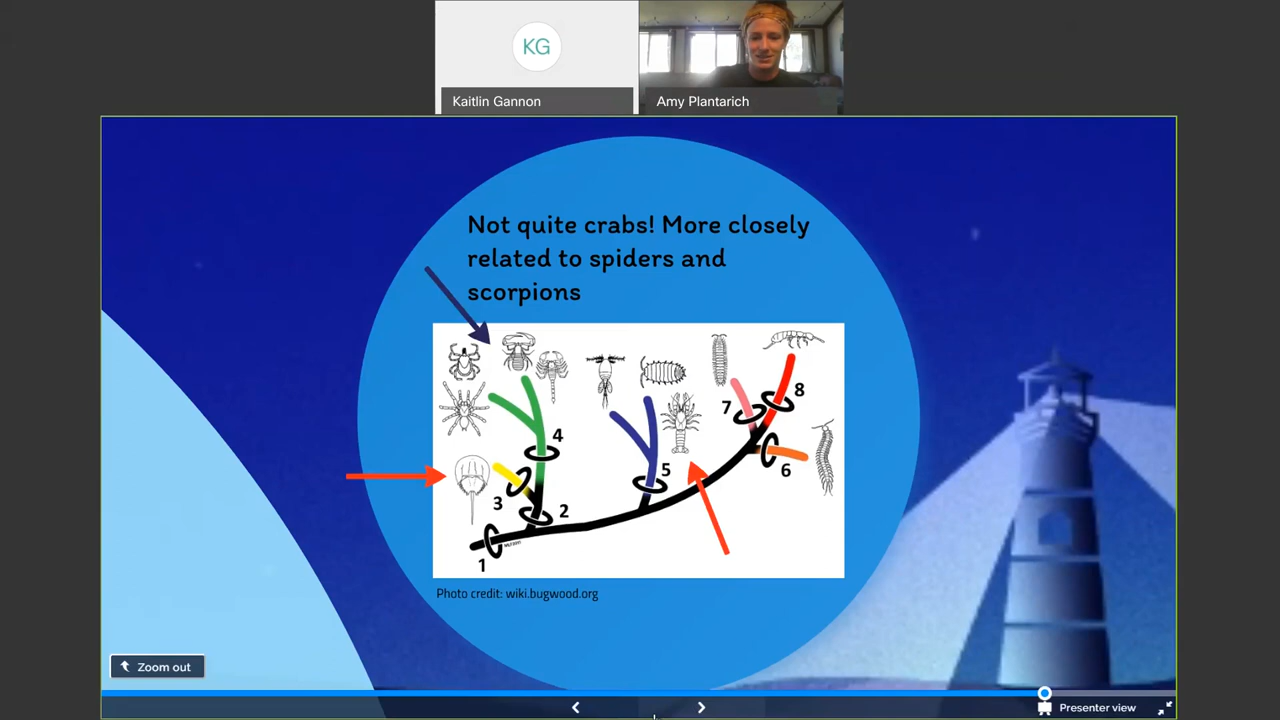 KG
Kaitlin Gannon
Amy Plantarich
Not quite crabs! More closely
related to spiders and
scorpions
4
3
2
1
5
7
8
6
Photo credit: wiki.bugwood.org
Zoom out
Presenter view